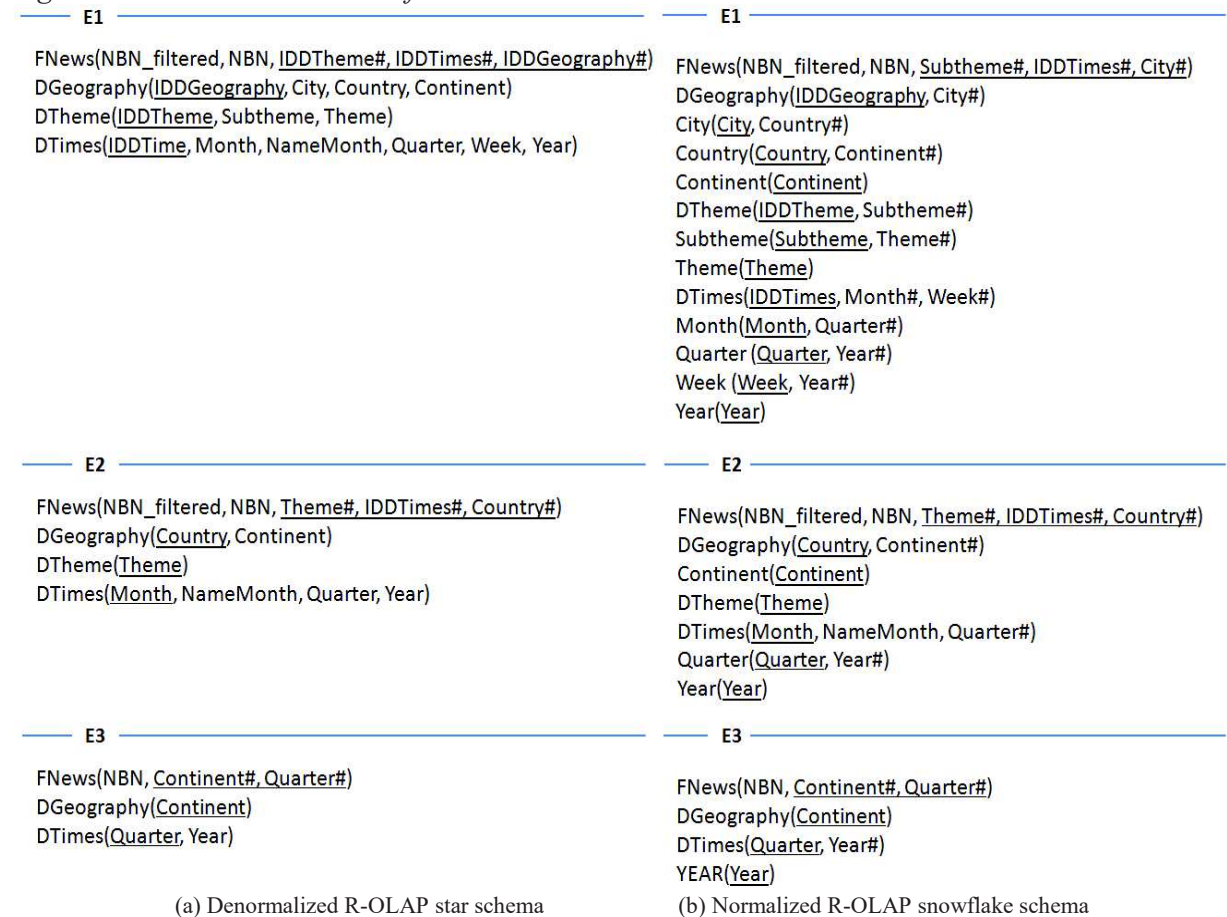 E1
FNews(NBN_filtered, NBN, IDDTheme#, IDDTimes#, IDDGeography#)
DGeography(IDDGeography, City, Country, Continent)
DTheme(IDDTheme, Subtheme, Theme)
DTimes(IDDTime, Month, NameMonth, Quarter, Week, Year)
E2
FNews(NBN_filtered, NBN, Theme#, IDDTimes#, Country#)
DGeography(Country, Continent)
DTheme(Theme)
DTimes(Month, NameMonth, Quarter, Year)
E3
FNews(NBN, Continent#, Quarter#)
DGeography(Continent)
DTimes(Quarter, Year)
(a) Denormalized R-OLAP star schema
E1
FNews(NBN_filtered, NBN, Subtheme#, IDDTimes#, City#)
DGeography(IDDGeography, City#)
City(City, Country#)
Country(Country, Continent#)
Continent(Continent)
DTheme(IDDTheme, Subtheme#)
Subtheme(Subtheme, Theme#)
Theme(Theme)
DTimes(IDDTimes, Month#, Week#)
Month(Month, Quarter#)
Quarter (Quarter, Year#)
Week (Week, Year#)
Year(Year)
E2
FNews(NBN_filtered, NBN, Theme#, IDDTimes#, Country#)
DGeography(Country, Continent#)
Continent(Continent)
DTheme(Theme)
DTimes(Month, NameMonth, Quarter#)
Quarter(Quarter, Year#)
Year(Year)
E3
FNews(NBN, Continent#, Quarter#)
DGeography(Continent)
DTimes(Quarter, Year#)
YEAR(Year)
(b) Normalized R-OLAP snowflake schema